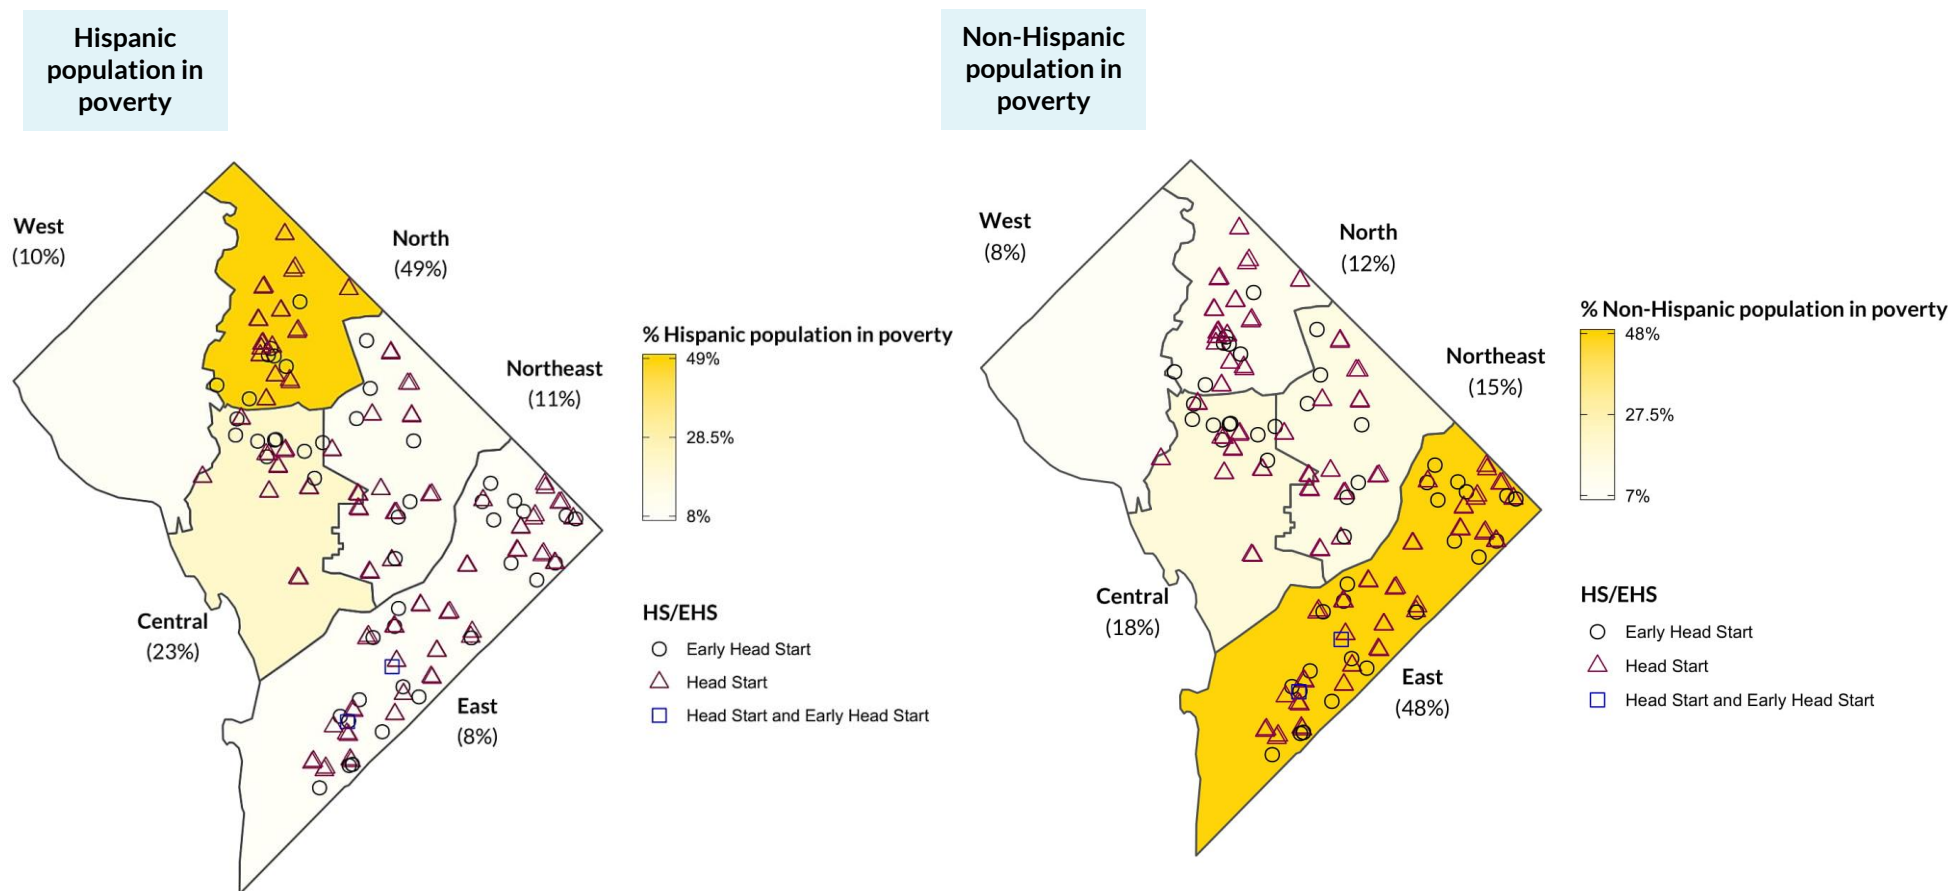 Hispanic
population in
poverty
West
(10%)
North
(49%)
Northeast
(11%)
Central
(23%)
East
(8%)
% Hispanic population in poverty
49%
28.5%
8%
HS/EHS
Early Head Start
Head Start
Head Start and Early Head Start
Non-Hispanic
population in
poverty
West
(8%)
North
(12%)
Northeast
(15%)
Central
(18%)
East
(48%)
% Non-Hispanic population in poverty
48%
27.5%
7%
HS/EHS
Early Head Start
Head Start
Head Start and Early Head Start